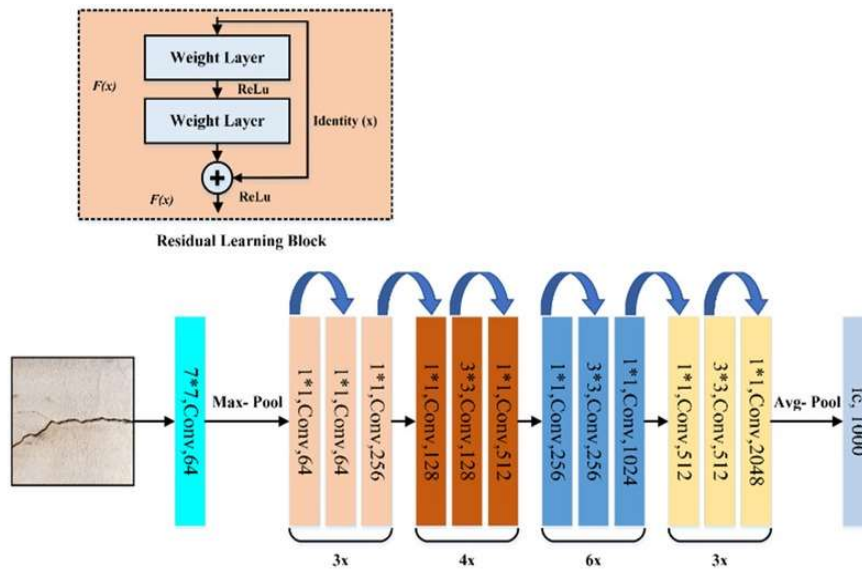 Weight Layer
F(x)
ReLu
Weight Layer
Identity (x)
F(x)
ReLu
Residual Learning Block
7*7,Conv,64
Max- Pool
1*1,Conv,64
1*1,Conv,64
1*1,Conv,256
1*1,Conv,128
3*3,Conv,128
1*1,Conv,512
1*1,Conv,256
3*3,Conv,256
1*1,Conv,1024
1*1,Conv,512
3*3,Conv,512
1*1,Conv,2048
Avg- Pool
fc, 1000
3x
4x
6x
3x